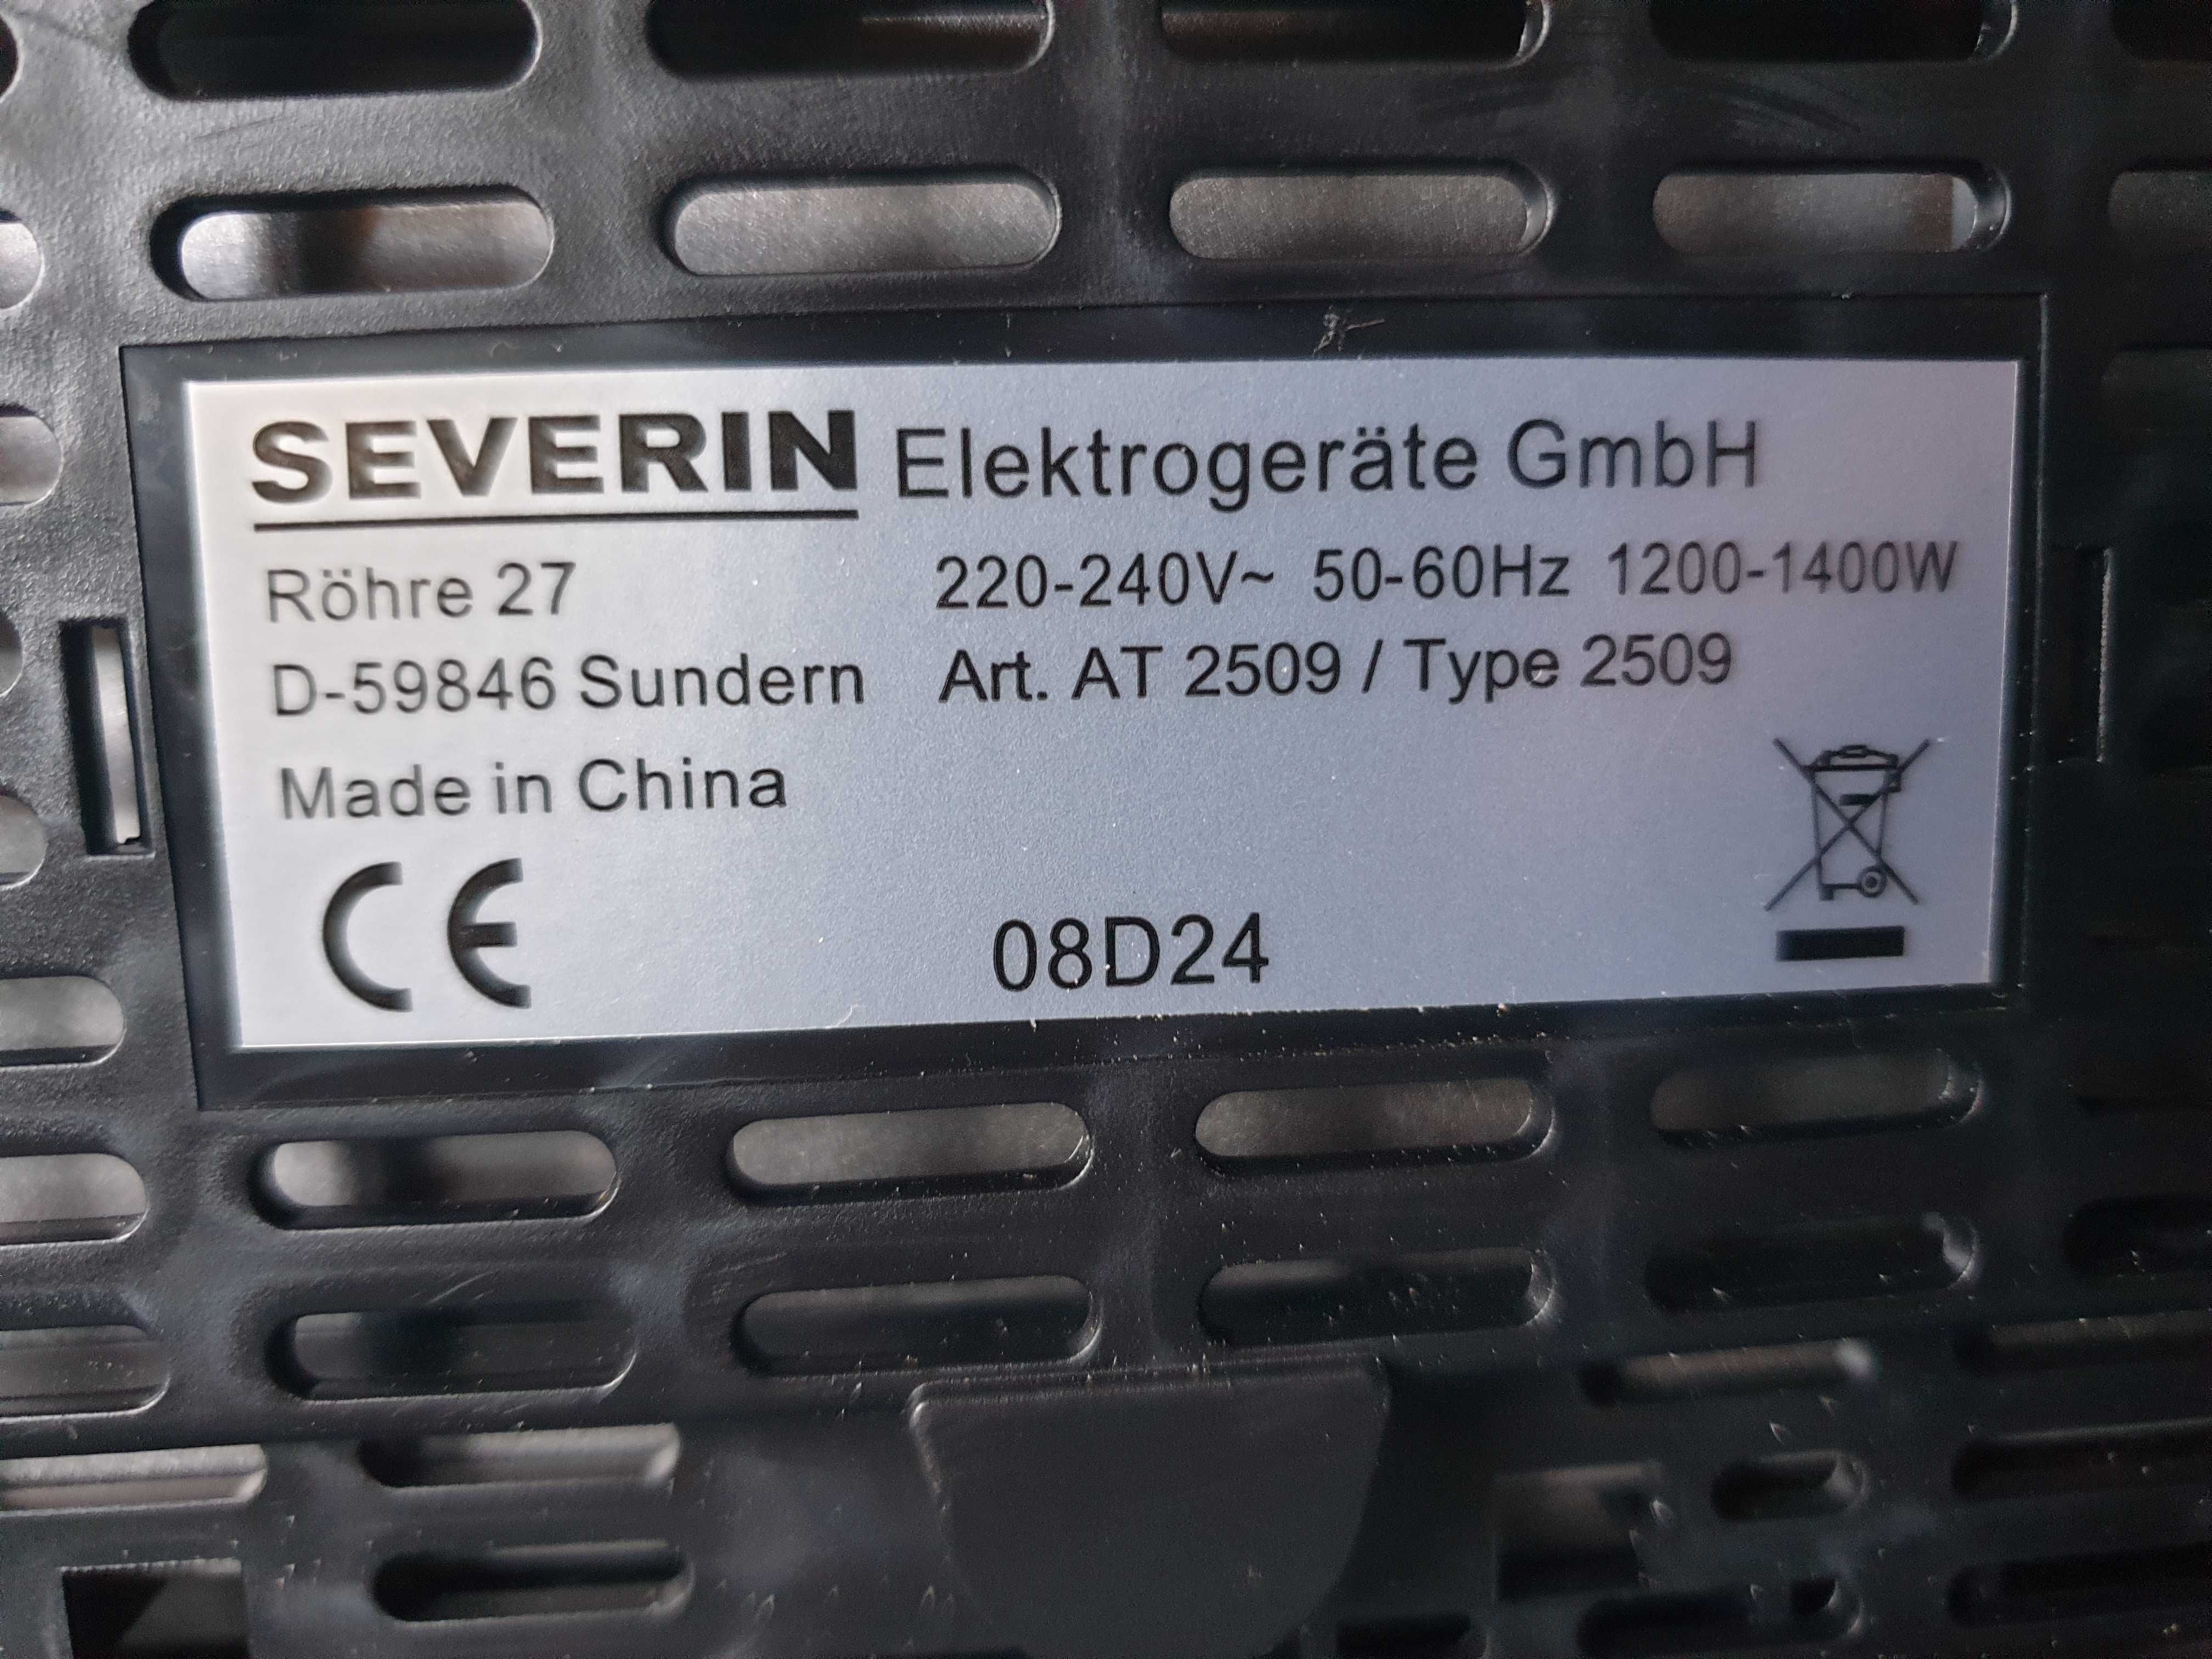 SEVERIN Elektrogeräte GmbH
Röhre 27
D-59846 Sundern
Made in China
220-240V~ 50-60Hz 1200-1400W
Art. AT 2509 / Type 2509
CE
08D24